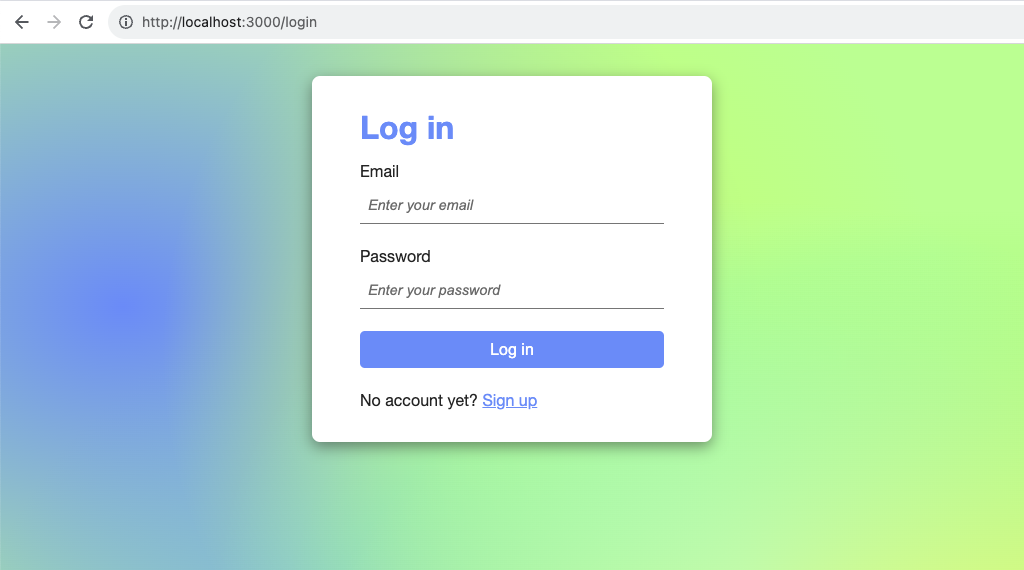 http://localhost:3000/login
Log in
Email
Enter your email
Password
Enter your password
Log in
No account yet? Sign up